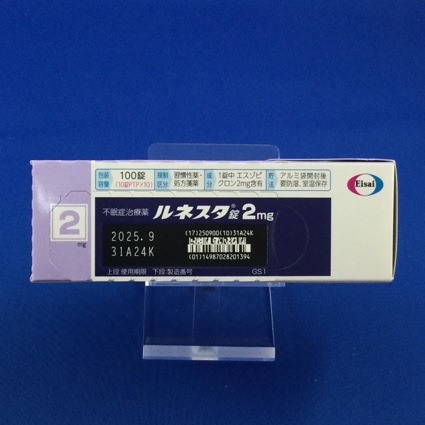 包装容量 100錠 (10錠PTP×10) 規制区分 習慣性薬・処方箋薬 成分 1錠中 エスゾピクロン2mg含有 貯法 アルミ袋開封後要防湿、室温保存
Eisai
2mg
不眠症治療薬 ルネスタ®錠2mg
2025.9
31A24K
(17)250900(10)31A24K
(01)14987028201394
上段:使用期限 下段:製造番号 GS1